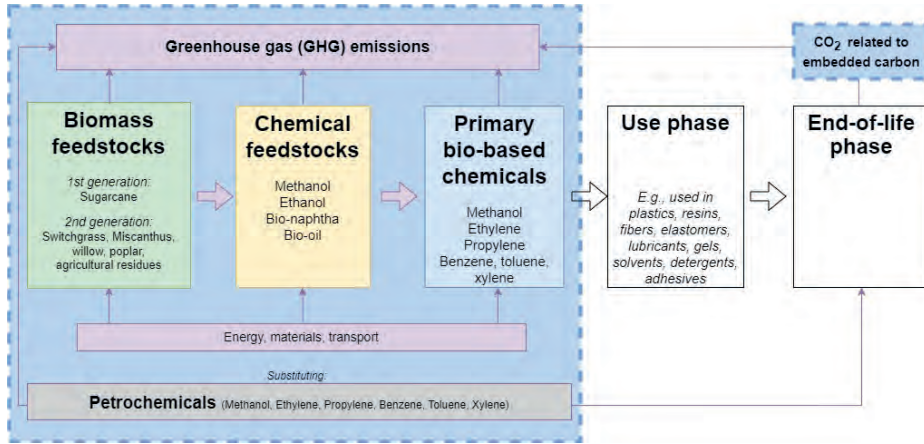 Greenhouse gas (GHG) emissions
CO₂ related to
embedded carbon
Biomass
feedstocks
1st generation:
Sugarcane
2nd generation:
Switchgrass, Miscanthus,
willow, poplar,
agricultural residues
Chemical
feedstocks
Methanol
Ethanol
Bio-naphtha
Bio-oil
Primary
bio-based
chemicals
Methanol
Ethylene
Propylene
Benzene, toluene,
xylene
Use phase
E.g., used in
plastics, resins,
fibers, elastomers,
lubricants, gels,
solvents, detergents,
adhesives
End-of-life
phase
Energy, materials, transport
Substituting:
Petrochemicals (Methanol, Ethylene, Propylene, Benzene, Toluene, Xylene)